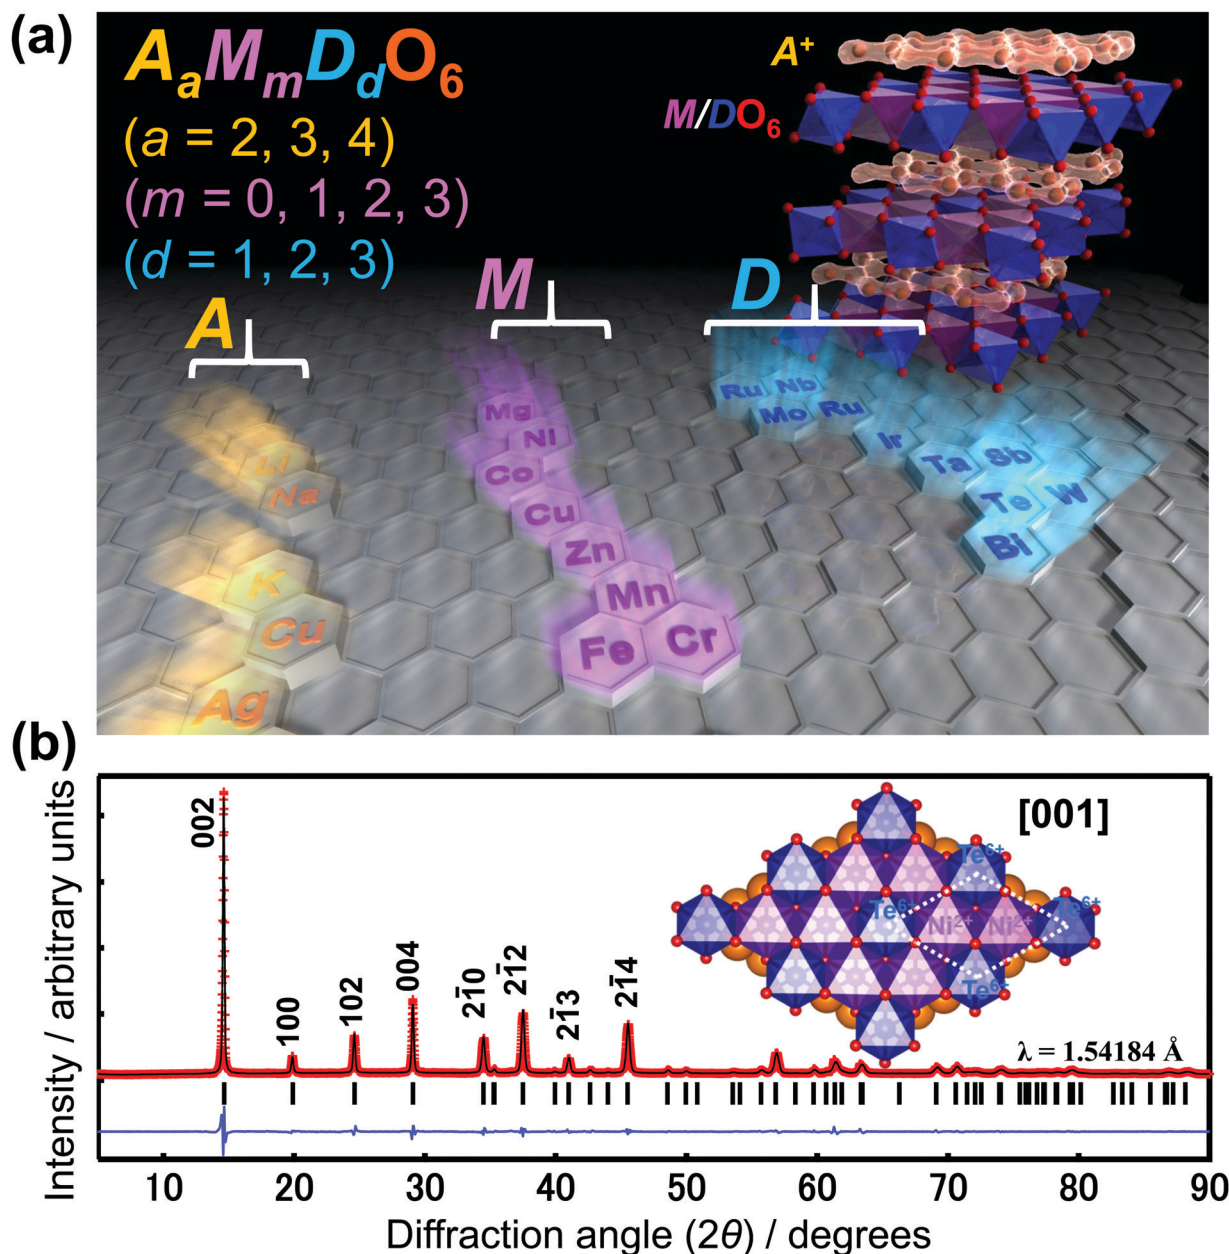 (a)
AₐMₘD_dO₆
(a = 2, 3, 4)
(m = 0, 1, 2, 3)
(d = 1, 2, 3)
A⁺
M/DO₆
A
M
D
Li
Na
K
Cu
Ag
Mg
Ni
Co
Cu
Zn
Mn
Fe Cr
Ru Nb
Mo Ru
Ir
Ta Sb
Te W
Bi
(b)
Intensity / arbitrary units
002
100
102
004
21̄0
21̄12
21̄3
21̄4
[001]
Te⁶⁺
Te⁶⁺ Te⁶⁺
Ni²⁺ Ni²⁺
Te⁶⁺
λ = 1.54184 Å
10 20 30 40 50 60 70 80 90
Diffraction angle (2θ) / degrees